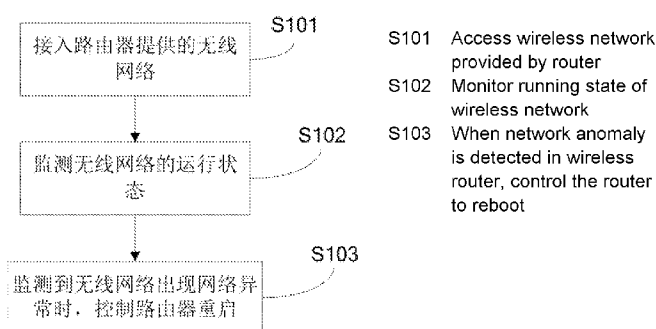 接入路由器提供的无线
网络
S101
监测无线网络的运行状
态
S102
监测到无线网络出现网络异
常时，控制路由器重启
S103
S101 Access wireless network
provided by router
S102 Monitor running state of
wireless network
S103 When network anomaly
is detected in wireless
router, control the router
to reboot